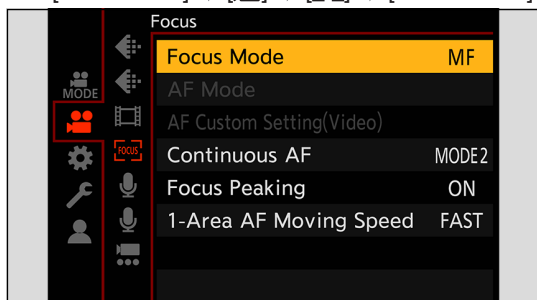 Focus
MODE
FOCUS
Focus Mode MF
AF Mode
AF Custom Setting(Video)
Continuous AF MODE2
Focus Peaking ON
1-Area AF Moving Speed FAST